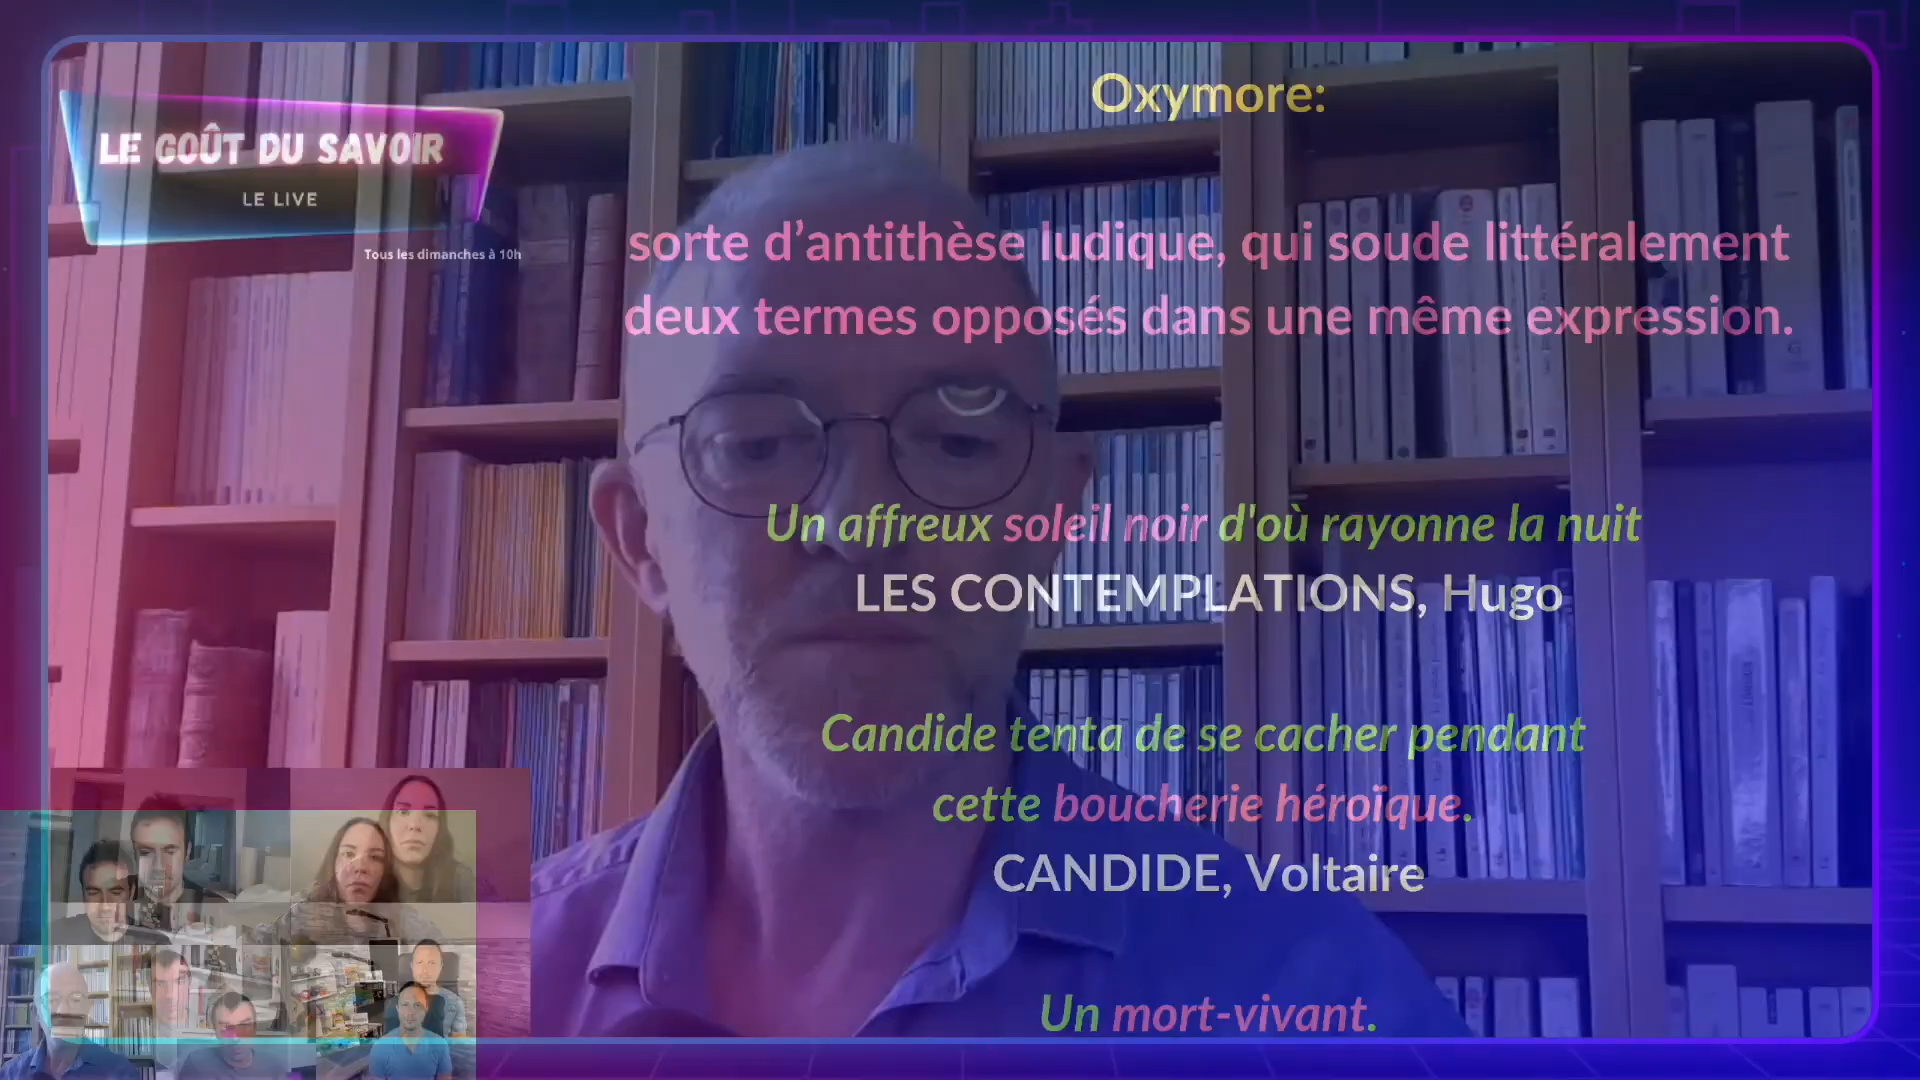 LE GOÛT DU SAVOIR
LE LIVE
Tous les dimanches à 10h
Oxymore:
sorte d’antithèse ludique, qui soude littéralement
deux termes opposés dans une même expression.
Un affreux soleil noir d'où rayonne la nuit
LES CONTEMPLATIONS, Hugo
Candide tenta de se cacher pendant
cette boucherie héroïque.
CANDIDE, Voltaire
Un mort-vivant.